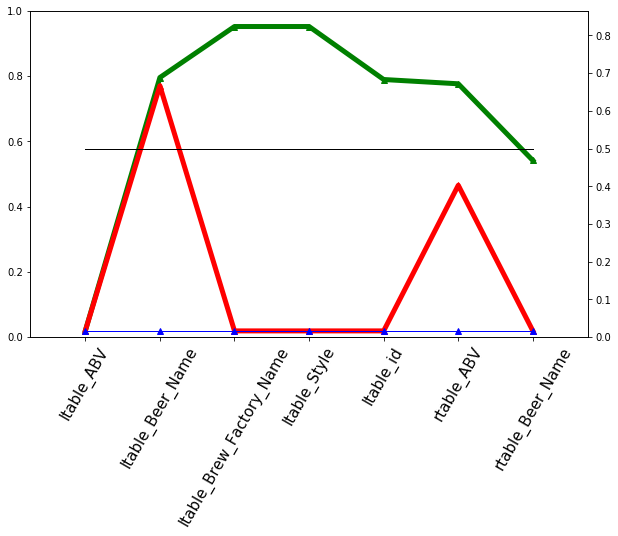 1.0
0.8
0.6
0.4
0.2
0.0
0.8
0.7
0.6
0.5
0.4
0.3
0.2
0.1
0.0
ltable_ABV
ltable_Beer_Name
ltable_Brew_Factory_Name
ltable_Style
ltable_id
rtable_ABV
rtable_Beer_Name